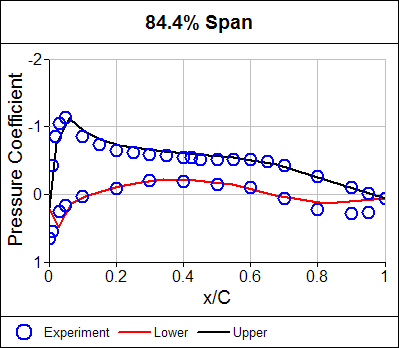 84.4% Span
Pressure Coefficient
-2
-1
0
1
0 0.2 0.4 0.6 0.8 1
x/C
Experiment Lower Upper